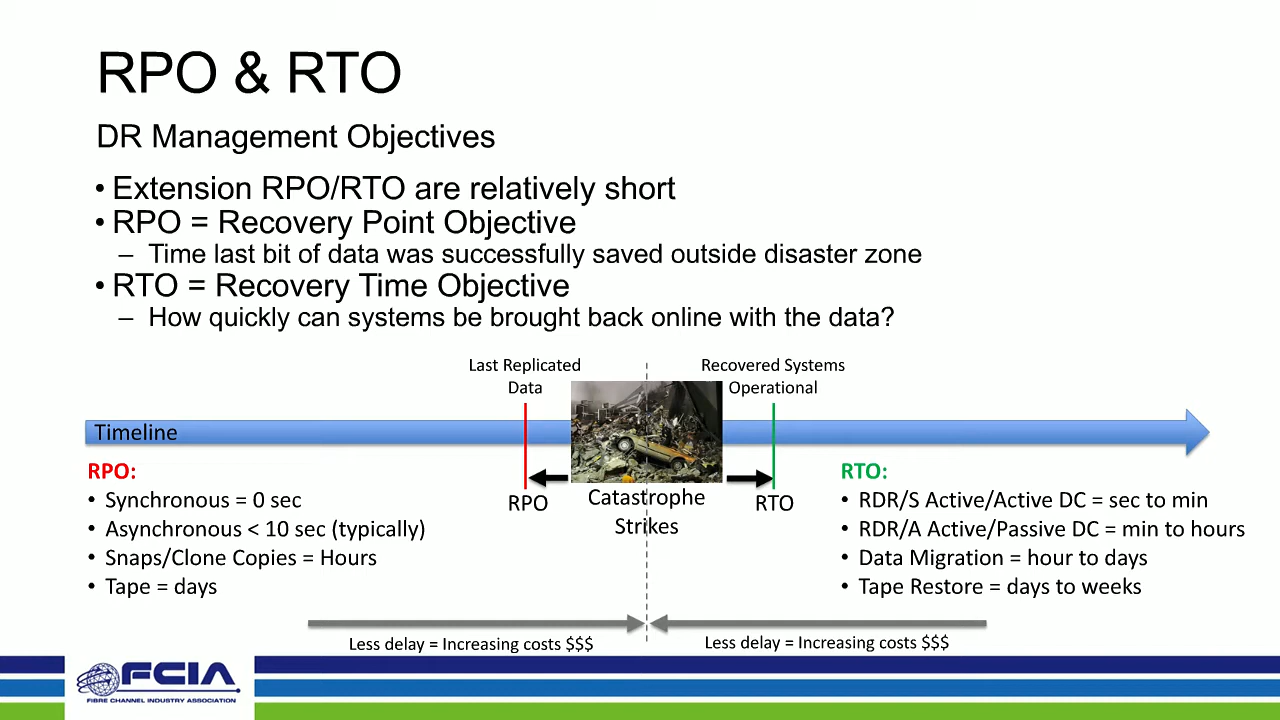 RPO & RTO
DR Management Objectives
• Extension RPO/RTO are relatively short
• RPO = Recovery Point Objective
– Time last bit of data was successfully saved outside disaster zone
• RTO = Recovery Time Objective
– How quickly can systems be brought back online with the data?
Last Replicated
Data
Recovered Systems
Operational
Timeline
RPO
Catastrophe
Strikes
RTO
RPO:
• Synchronous = 0 sec
• Asynchronous < 10 sec (typically)
• Snaps/Clone Copies = Hours
• Tape = days
RTO:
• RDR/S Active/Active DC = sec to min
• RDR/A Active/Passive DC = min to hours
• Data Migration = hour to days
• Tape Restore = days to weeks
Less delay = Increasing costs $$$
Less delay = Increasing costs $$$
FCIA
FIBRE CHANNEL INDUSTRY ASSOCIATION